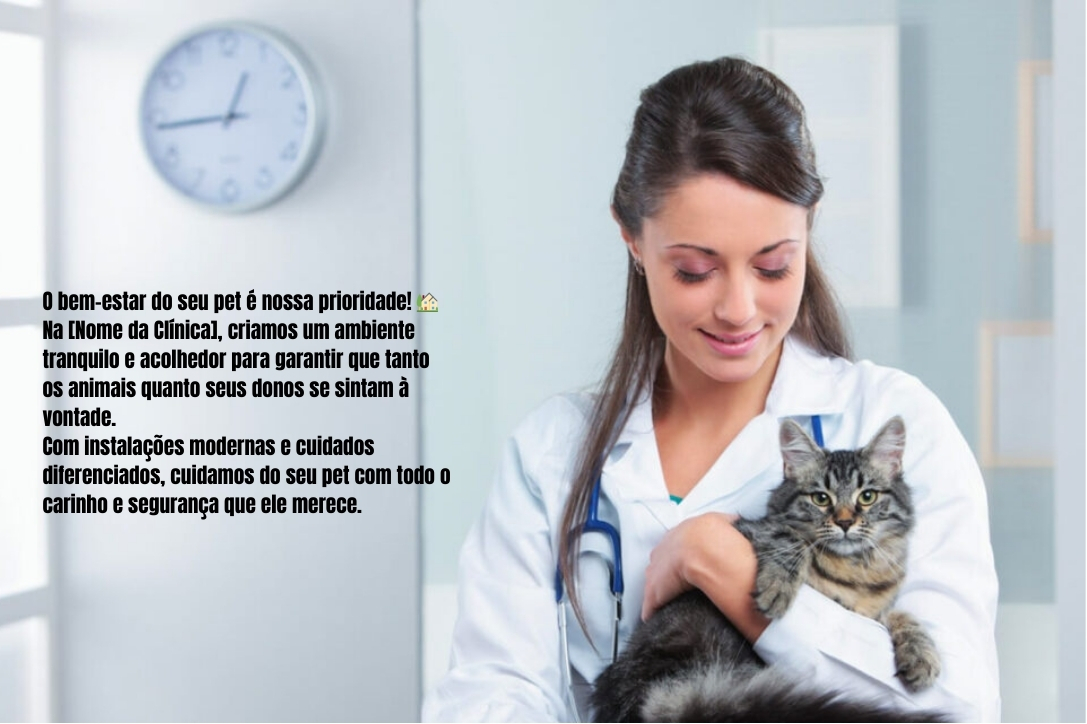 O bem-estar do seu pet é nossa prioridade! 🏡
Na [Nome da Clínica], criamos um ambiente
tranquilo e acolhedor para garantir que tanto
os animais quanto seus donos se sintam à
vontade.
Com instalações modernas e cuidados
diferenciados, cuidamos do seu pet com todo o
carinho e segurança que ele merece.